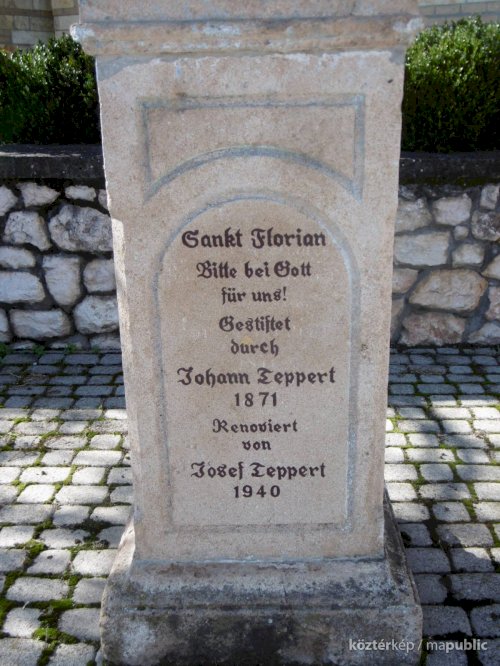 Sankt Florian
Bitte bei Gott
für uns!
Gestiftet
durch
Johann Teppert
1871
Renoviert
von
Josef Teppert
1940
köztérkép / mapublic